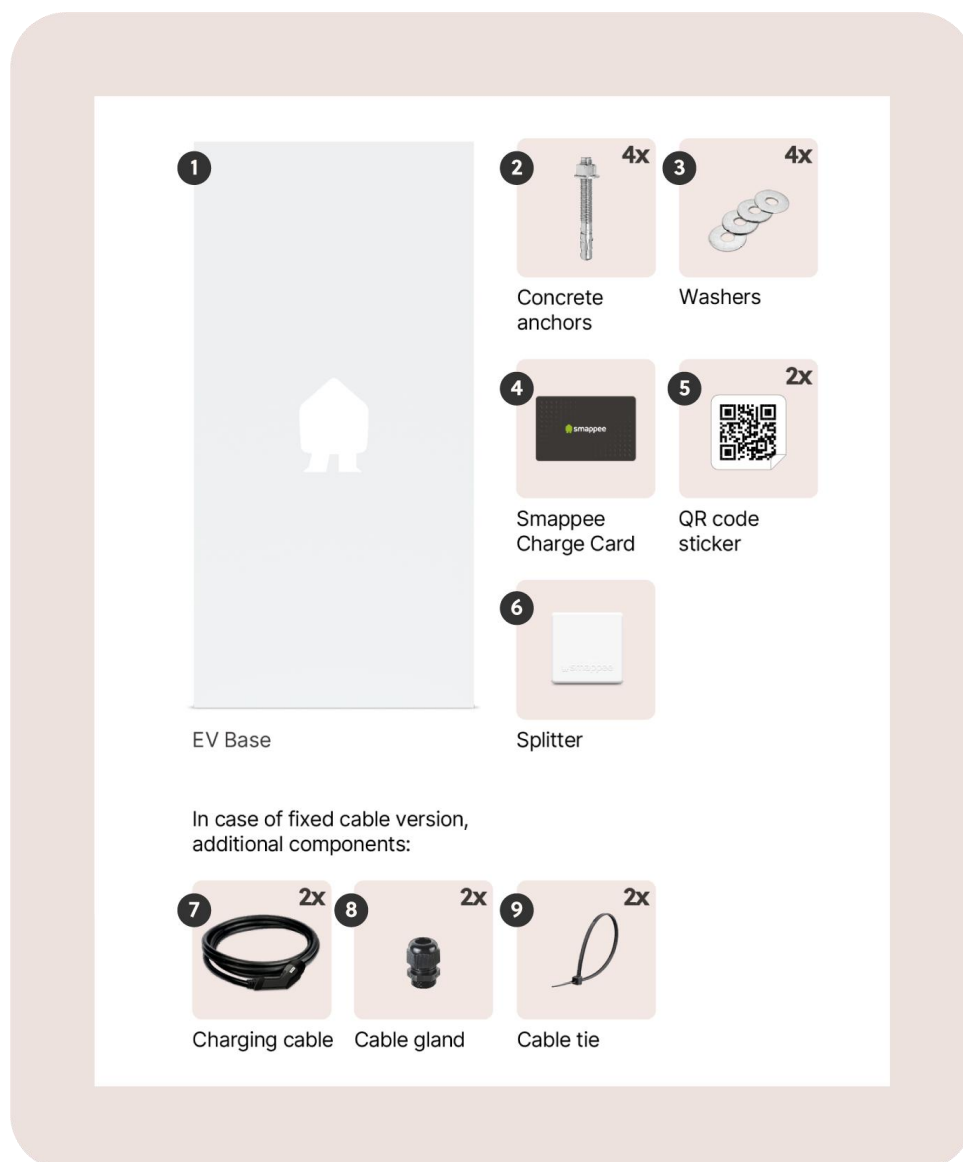 1
2
4x
3
4x
Concrete
anchors
Washers
4
smappee
5
2x
Smappee
Charge Card
QR code
sticker
6
smappee
EV Base
Splitter
In case of fixed cable version,
additional components:
7
2x
8
2x
9
2x
Charging cable
Cable gland
Cable tie